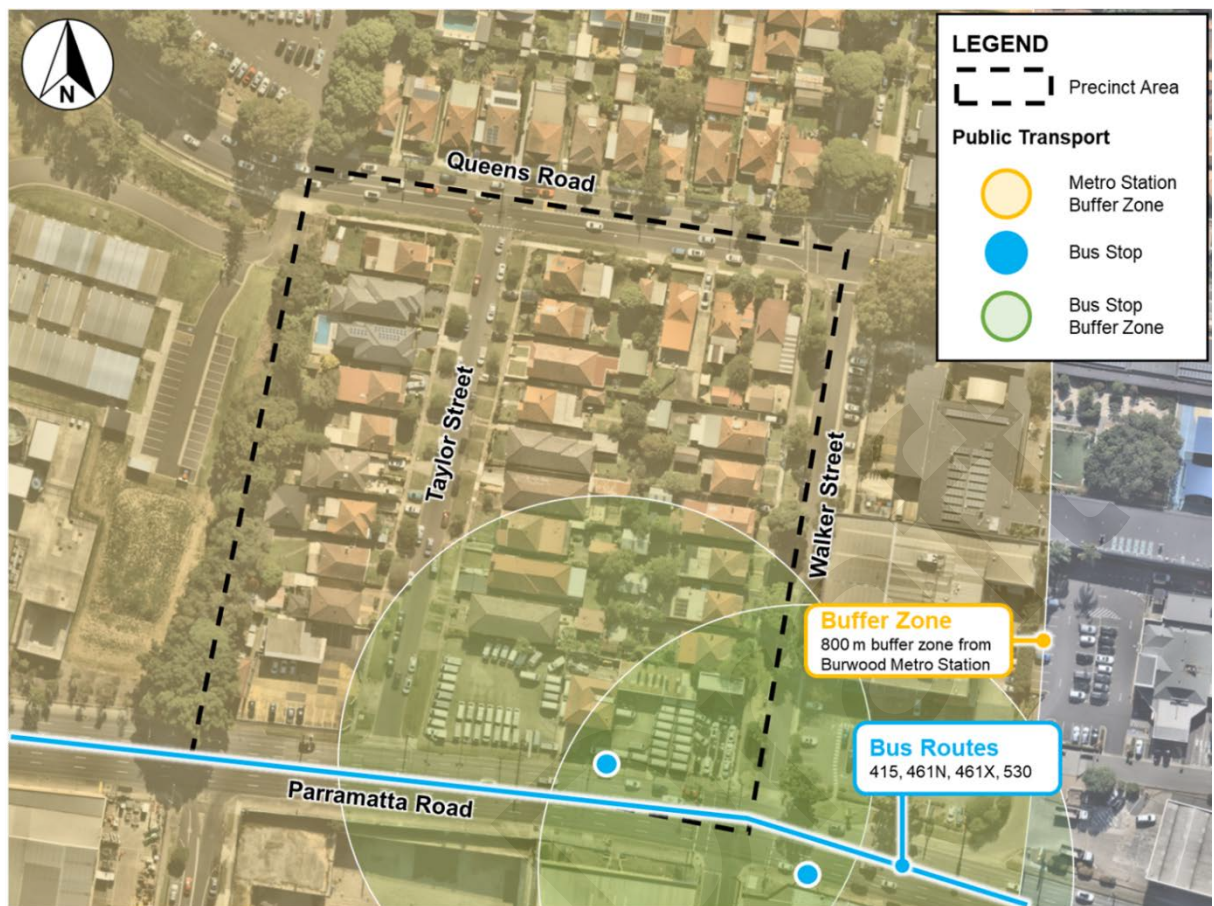 N
LEGEND
Precinct Area
Public Transport
Metro Station
Buffer Zone
Bus Stop
Bus Stop
Buffer Zone
Queens Road
Taylor Street
Walker Street
Buffer Zone
800 m buffer zone from
Burwood Metro Station
Bus Routes
415, 461N, 461X, 530
Parramatta Road